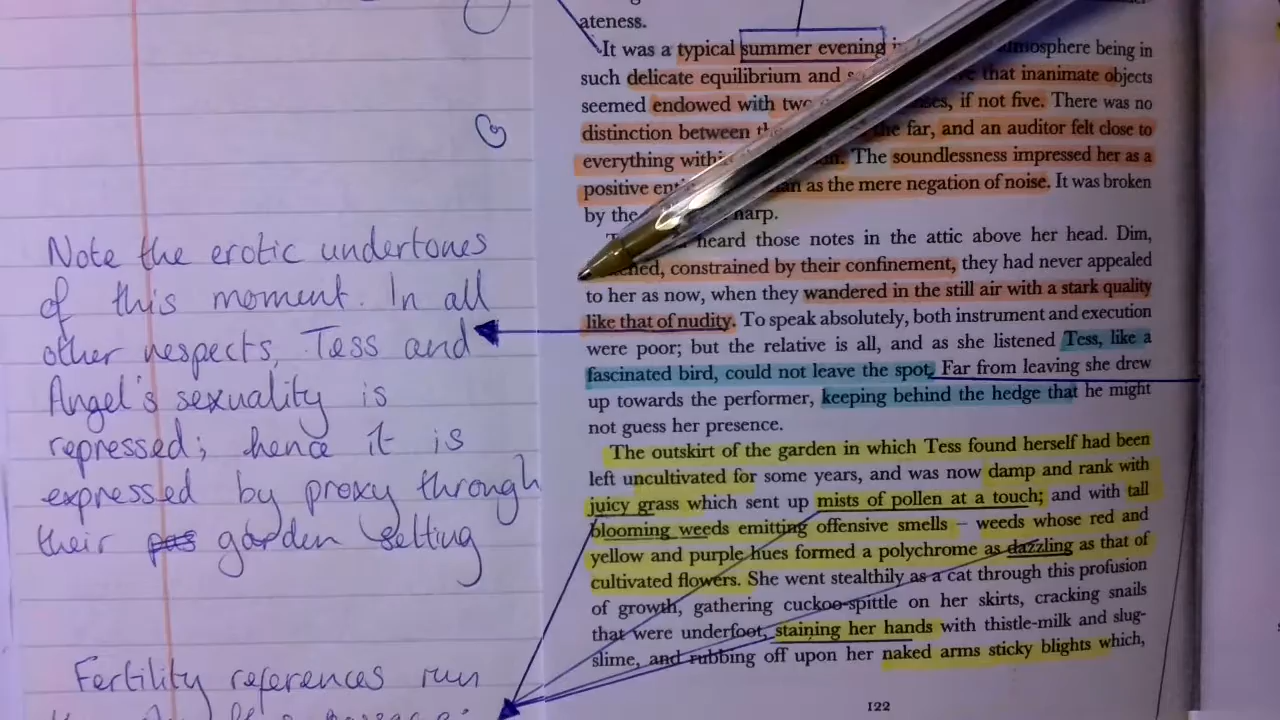 Note the erotic undertones
of this moment. In all
other respects, Tess and
Angel's sexuality is
repressed; hence it is
expressed by proxy through
their garden setting
Fertility references run
ateness.
It was a typical summer evening in atmosphere being in
such delicate equilibrium and so that inanimate objects
seemed endowed with two senses, if not five. There was no
distinction between the the far, and an auditor felt close to
everything within The soundlessness impressed her as a
positive entity than as the mere negation of noise. It was broken
by the harp.
heard those notes in the attic above her head. Dim,
constrained by their confinement, they had never appealed
to her as now, when they wandered in the still air with a stark quality
like that of nudity. To speak absolutely, both instrument and execution
were poor; but the relative is all, and as she listened Tess, like a
fascinated bird, could not leave the spot. Far from leaving she drew
up towards the performer, keeping behind the hedge that he might
not guess her presence.
The outskirt of the garden in which Tess found herself had been
left uncultivated for some years, and was now damp and rank with
juicy grass which sent up mists of pollen at a touch; and with tall
blooming weeds emitting offensive smells – weeds whose red and
yellow and purple hues formed a polychrome as dazzling as that of
cultivated flowers. She went stealthily as a cat through this profusion
of growth, gathering cuckoo-spittle on her skirts, cracking snails
that were underfoot, staining her hands with thistle-milk and slug-
slime, and rubbing off upon her naked arms sticky blights which,
122